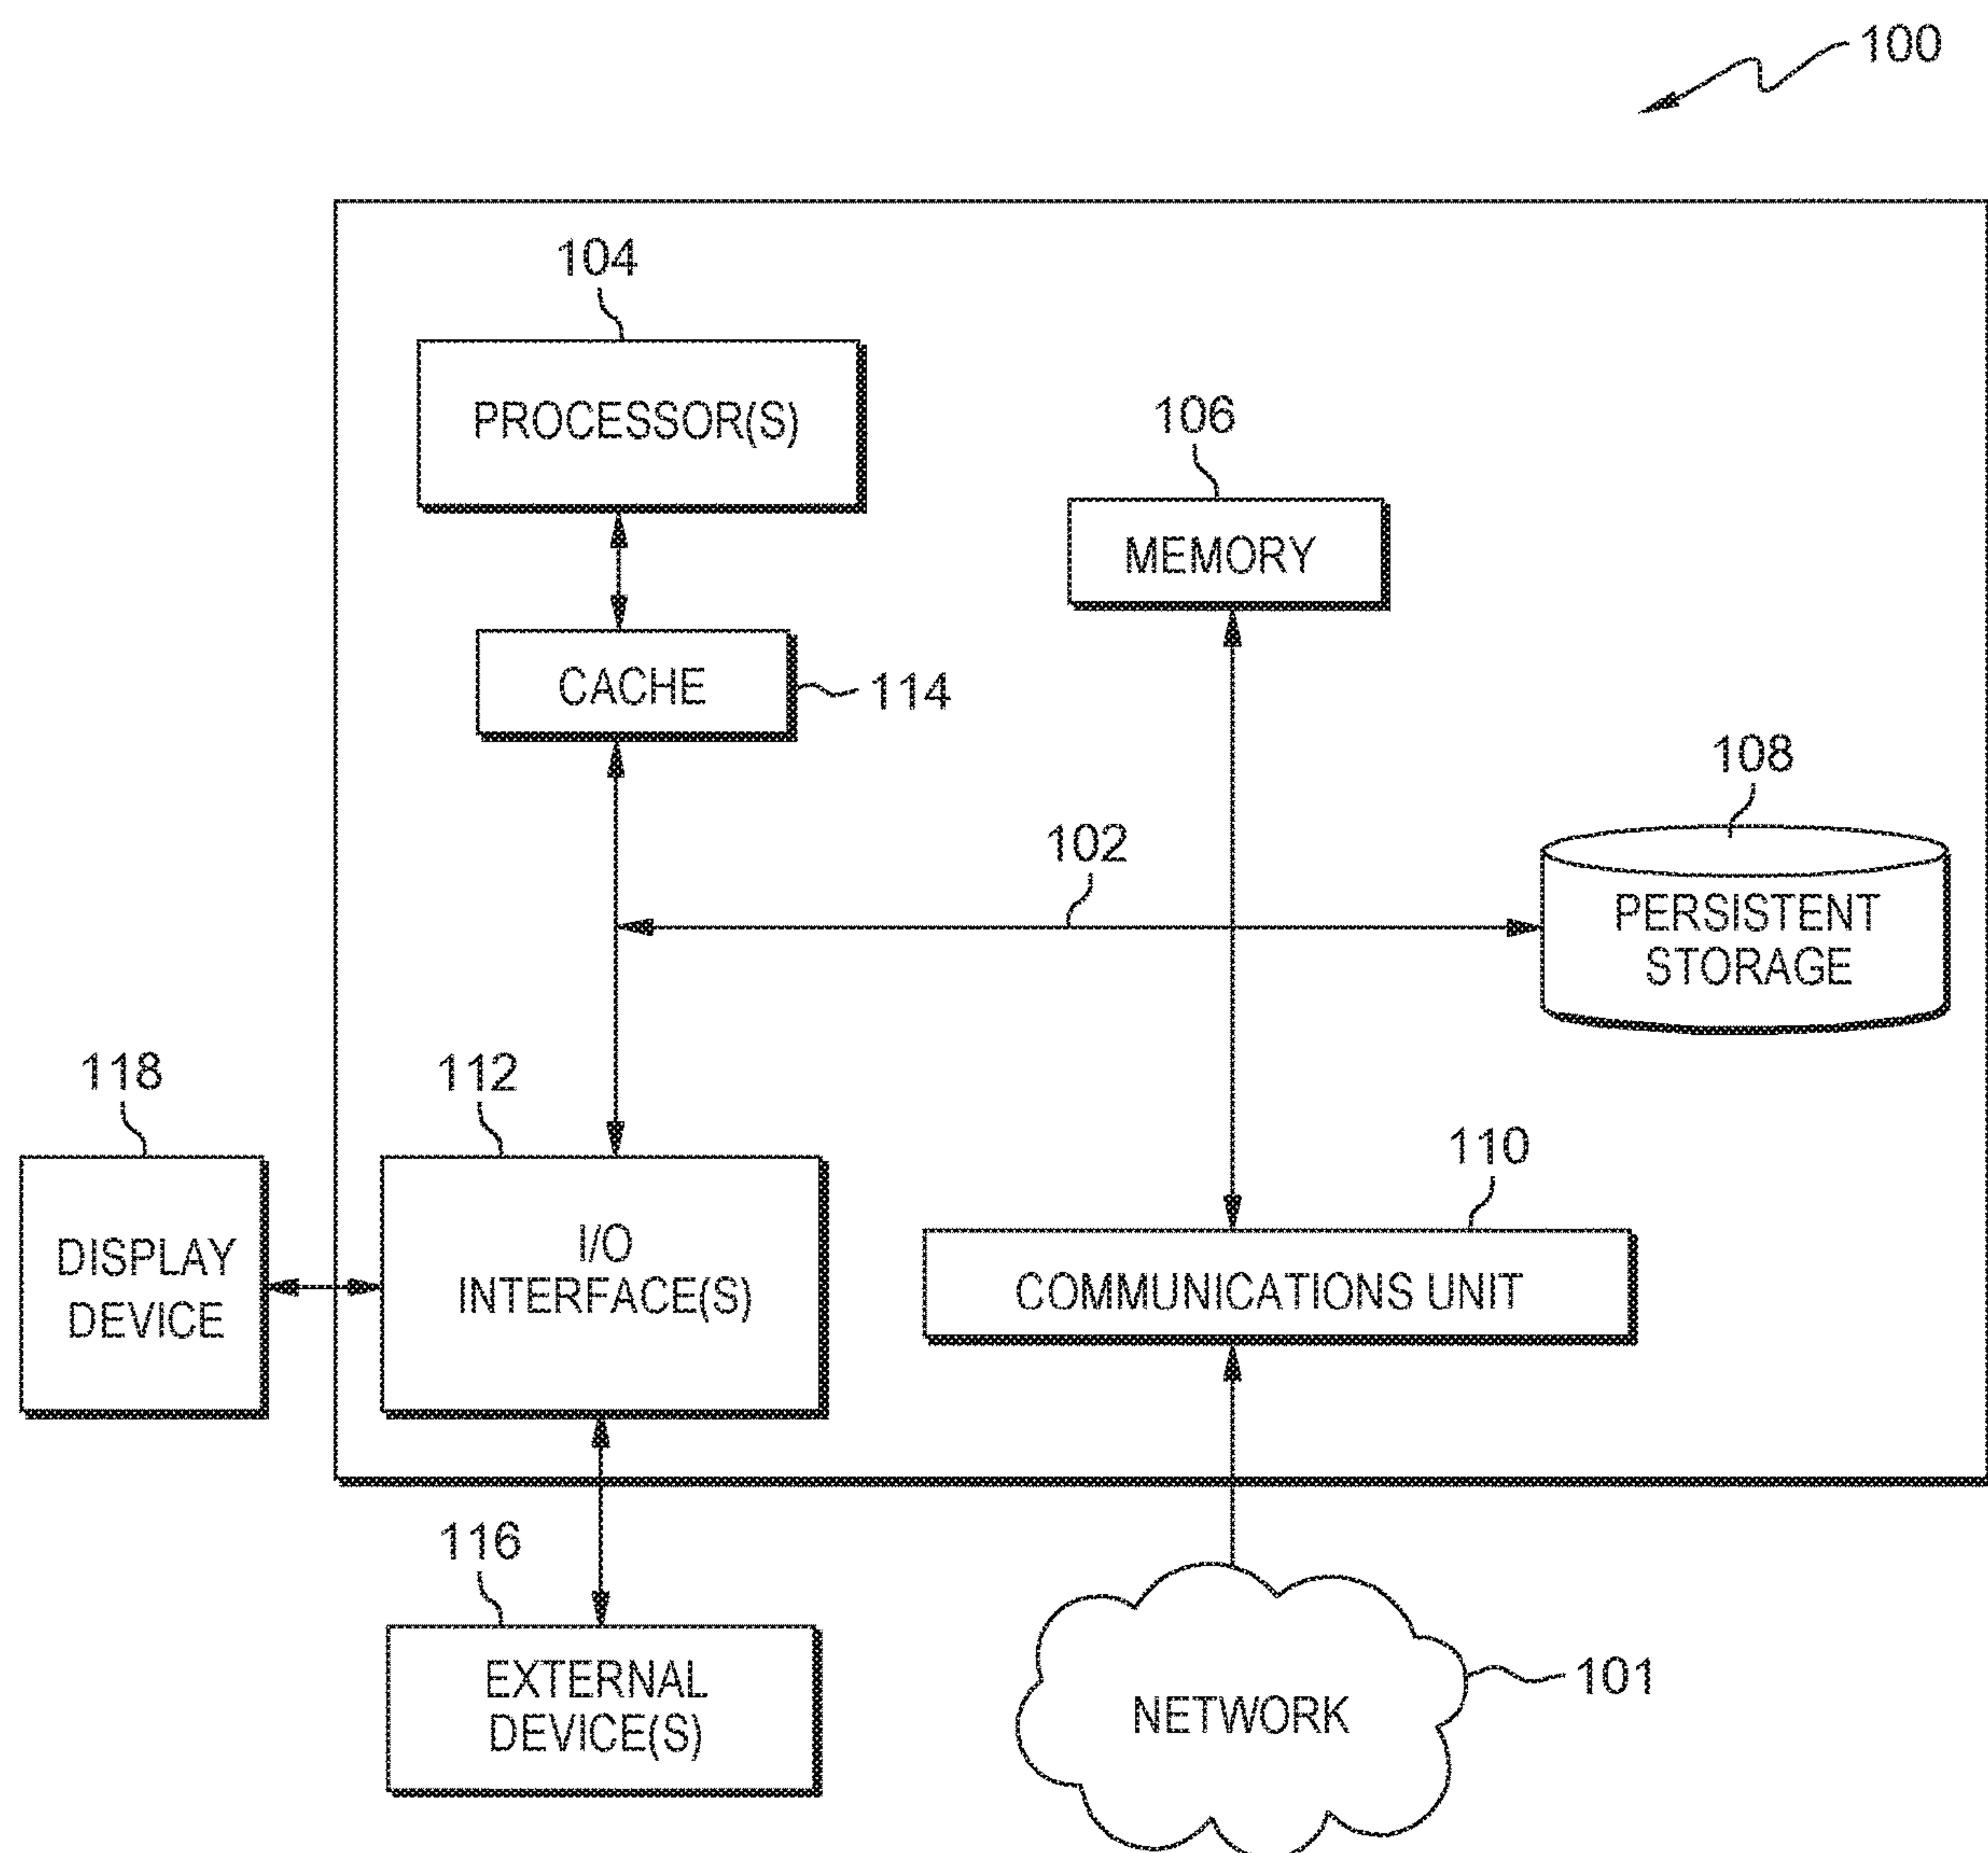 100
104
PROCESSOR(S)
106
MEMORY
CACHE
114
108
102
PERSISTENT
STORAGE
118
112
110
DISPLAY
DEVICE
I/O
INTERFACE(S)
COMMUNICATIONS UNIT
116
EXTERNAL
DEVICE(S)
101
NETWORK